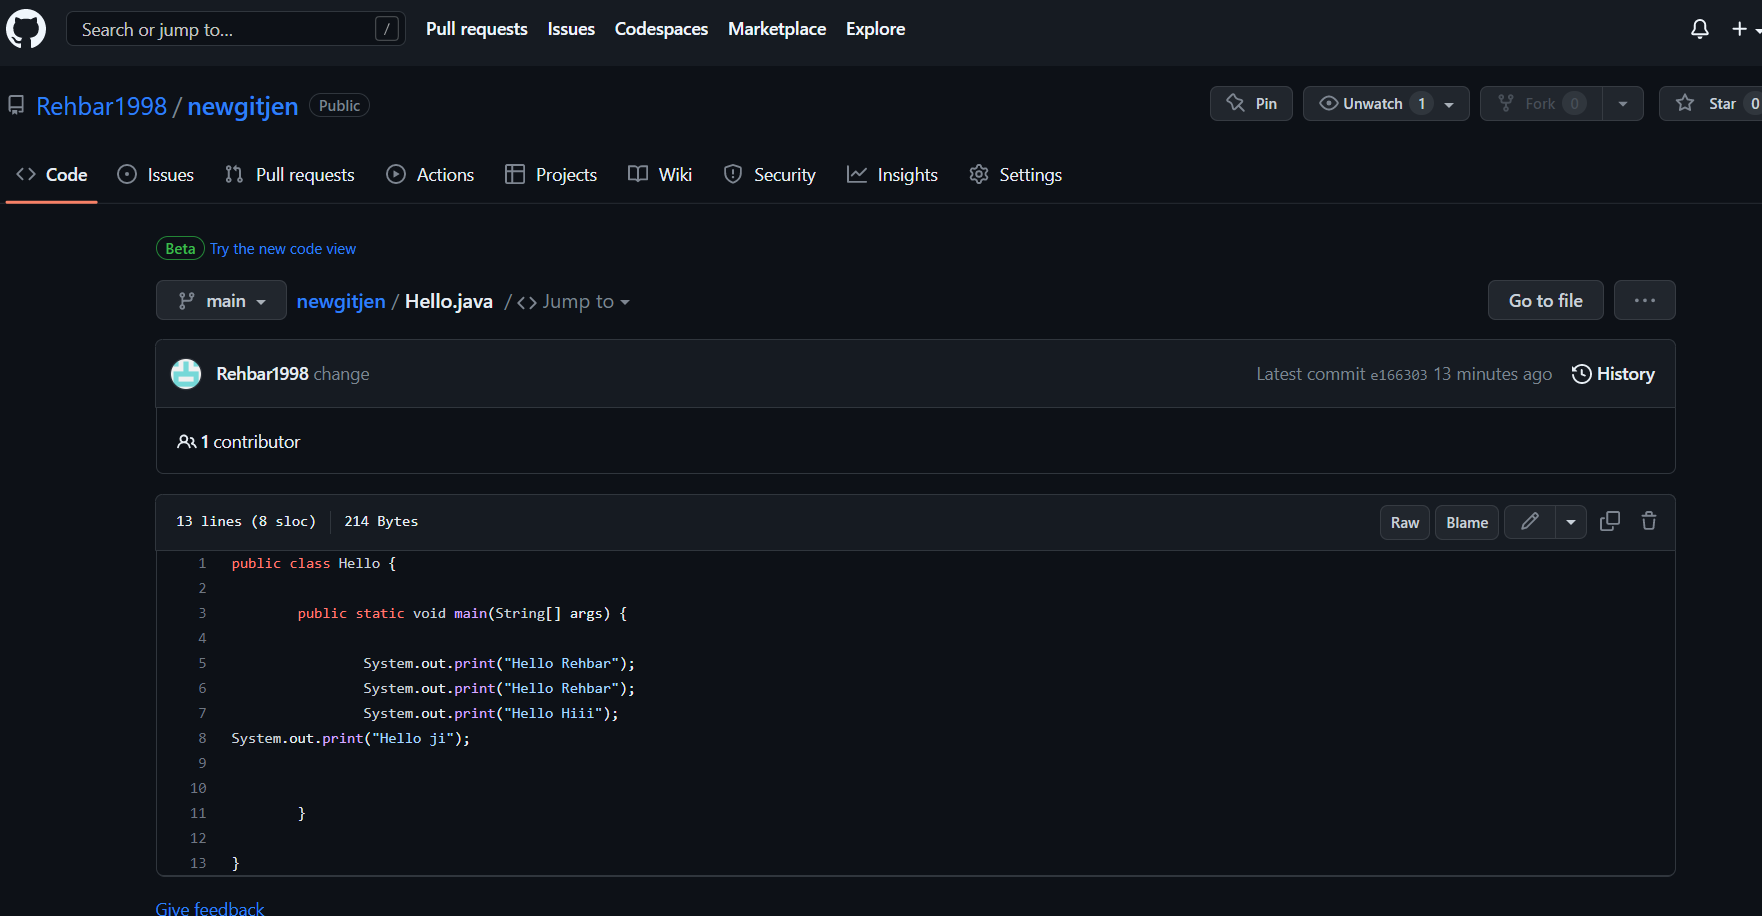 Search or jump to... / Pull requests Issues Codespaces Marketplace Explore
Rehbar1998 / newgitjen Public Pin Unwatch 1 Fork 0 Star 0
Code Issues Pull requests Actions Projects Wiki Security Insights Settings
Beta Try the new code view
main newgitjen / Hello.java / <> Jump to Go to file ...
Rehbar1998 change Latest commit e166303 13 minutes ago History
1 contributor
13 lines (8 sloc) 214 Bytes Raw Blame
1 public class Hello {
2
3 public static void main(String[] args) {
4
5 System.out.print("Hello Rehbar");
6 System.out.print("Hello Rehbar");
7 System.out.print("Hello Hiii");
8 System.out.print("Hello ji");
9
10
11 }
12
13 }
Give feedback